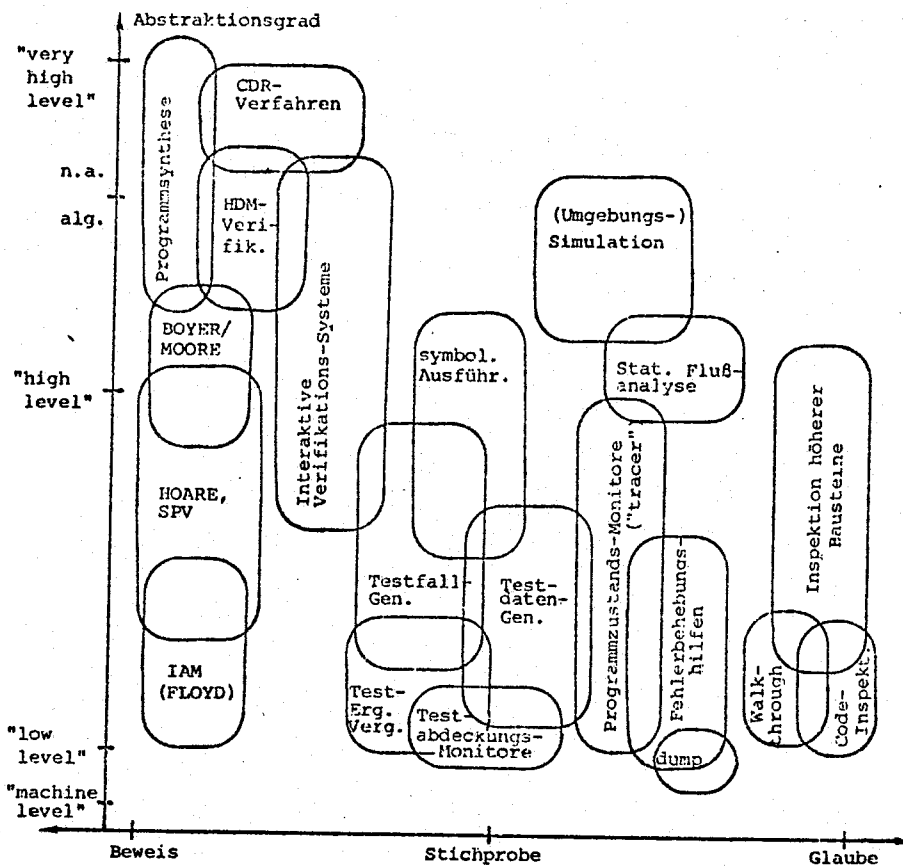 Abstraktionsgrad
"very
high
level"
n.a.
alg.
"high
level"
"low
level"
"machine
level"
Programmsynthese
CDR-
Verfahren
HDM-
Veri-
fik.
BOYER/
MOORE
HOARE,
SPV
IAM
(FLOYD)
Interaktive
Verifikations-Systeme
symbol.
Ausführ.
Testfall-
Gen.
Test-
daten-
Gen.
Test-
Erg.
Verg.
Test-
abdeckungs-
Monitore
(Umgebungs-)
Simulation
Stat. Fluß-
analyse
Programmzustands-Monitore
("tracer")
Fehlerbehebungs-
hilfen
dump
Inspektion höherer
Bausteine
Walk-
through
Code-
Inspekt.
Beweis
Stichprobe
Glaube